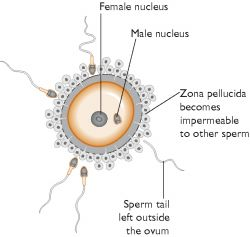 Female nucleus
Male nucleus
Zona pellucida
becomes
impermeable
to other sperm
Sperm tail
left outside
the ovum